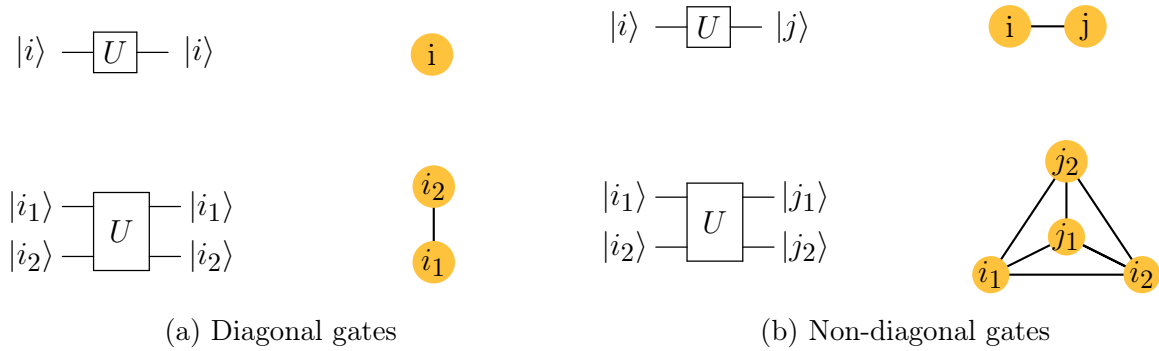 |i⟩ U |i⟩ i
|i⟩ U |j⟩ i j
|i₁⟩ |i₁⟩ i₂
U
|i₂⟩ |i₂⟩ i₁
j₂
|i₁⟩ |j₁⟩ j₁
U
|i₂⟩ |j₂⟩ i₁ i₂
(a) Diagonal gates
(b) Non-diagonal gates